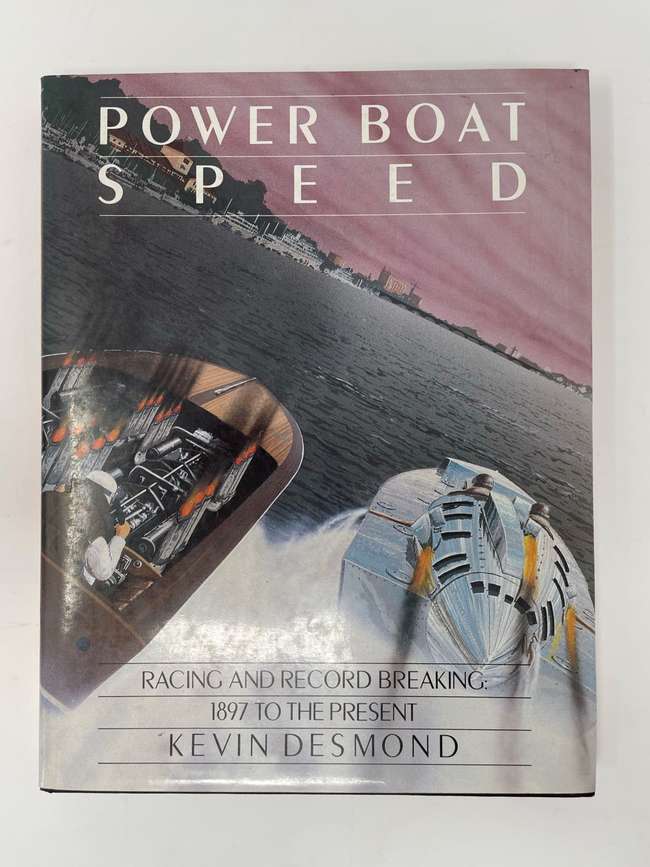 POWER BOAT
SPEED
RACING AND RECORD BREAKING:
1897 TO THE PRESENT
KEVIN DESMOND